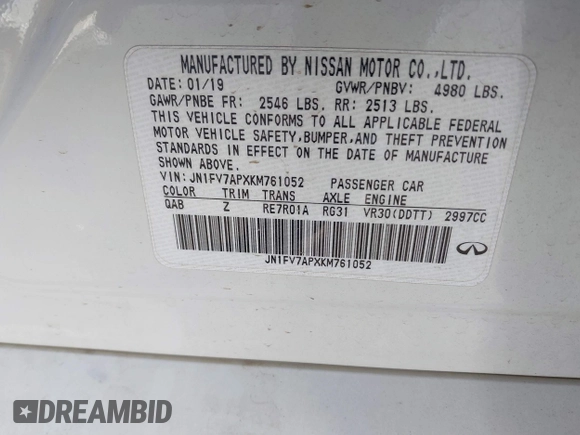 MANUFACTURED BY NISSAN MOTOR CO.,LTD.
DATE: 01/19 GVWR/PNBV: 4980 LBS.
GAWR/PNBE FR: 2546 LBS. RR: 2513 LBS.
THIS VEHICLE CONFORMS TO ALL APPLICABLE FEDERAL
MOTOR VEHICLE SAFETY,BUMPER,AND THEFT PREVENTION
STANDARDS IN EFFECT ON THE DATE OF MANUFACTURE
SHOWN ABOVE.
VIN: JN1FV7APXKM761052 PASSENGER CAR
COLOR TRIM TRANS AXLE ENGINE
QAB Z RE7R01A RG31 VR30(DDTT) 2997CC
JN1FV7APXKM761052
DREAMBID